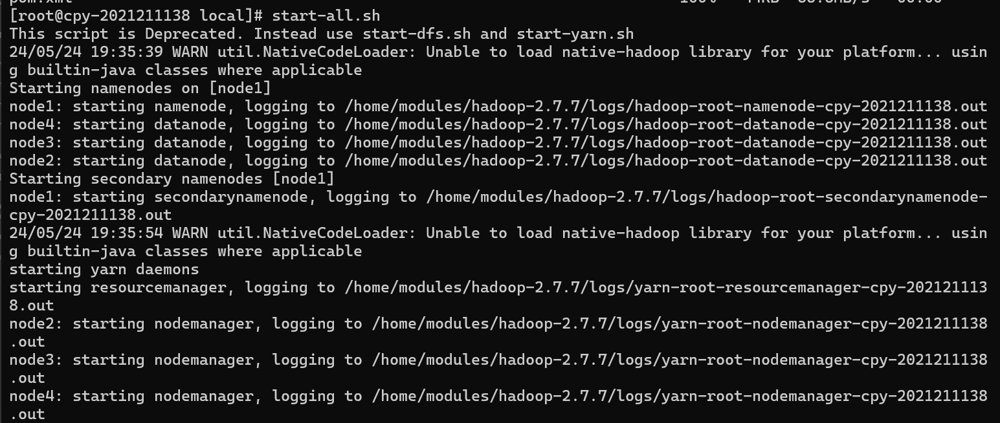 [root@cpy-2021211138 local]# start-all.sh
This script is Deprecated. Instead use start-dfs.sh and start-yarn.sh
24/05/24 19:35:39 WARN util.NativeCodeLoader: Unable to load native-hadoop library for your platform... usin
g builtin-java classes where applicable
Starting namenodes on [node1]
node1: starting namenode, logging to /home/modules/hadoop-2.7.7/logs/hadoop-root-namenode-cpy-2021211138.out
node4: starting datanode, logging to /home/modules/hadoop-2.7.7/logs/hadoop-root-datanode-cpy-2021211138.out
node3: starting datanode, logging to /home/modules/hadoop-2.7.7/logs/hadoop-root-datanode-cpy-2021211138.out
node2: starting datanode, logging to /home/modules/hadoop-2.7.7/logs/hadoop-root-datanode-cpy-2021211138.out
Starting secondary namenodes [node1]
node1: starting secondarynamenode, logging to /home/modules/hadoop-2.7.7/logs/hadoop-root-secondarynamenode-
cpy-2021211138.out
24/05/24 19:35:54 WARN util.NativeCodeLoader: Unable to load native-hadoop library for your platform... usin
g builtin-java classes where applicable
starting yarn daemons
starting resourcemanager, logging to /home/modules/hadoop-2.7.7/logs/yarn-root-resourcemanager-cpy-202121113
8.out
node2: starting nodemanager, logging to /home/modules/hadoop-2.7.7/logs/yarn-root-nodemanager-cpy-2021211138
.out
node3: starting nodemanager, logging to /home/modules/hadoop-2.7.7/logs/yarn-root-nodemanager-cpy-2021211138
.out
node4: starting nodemanager, logging to /home/modules/hadoop-2.7.7/logs/yarn-root-nodemanager-cpy-2021211138
.out